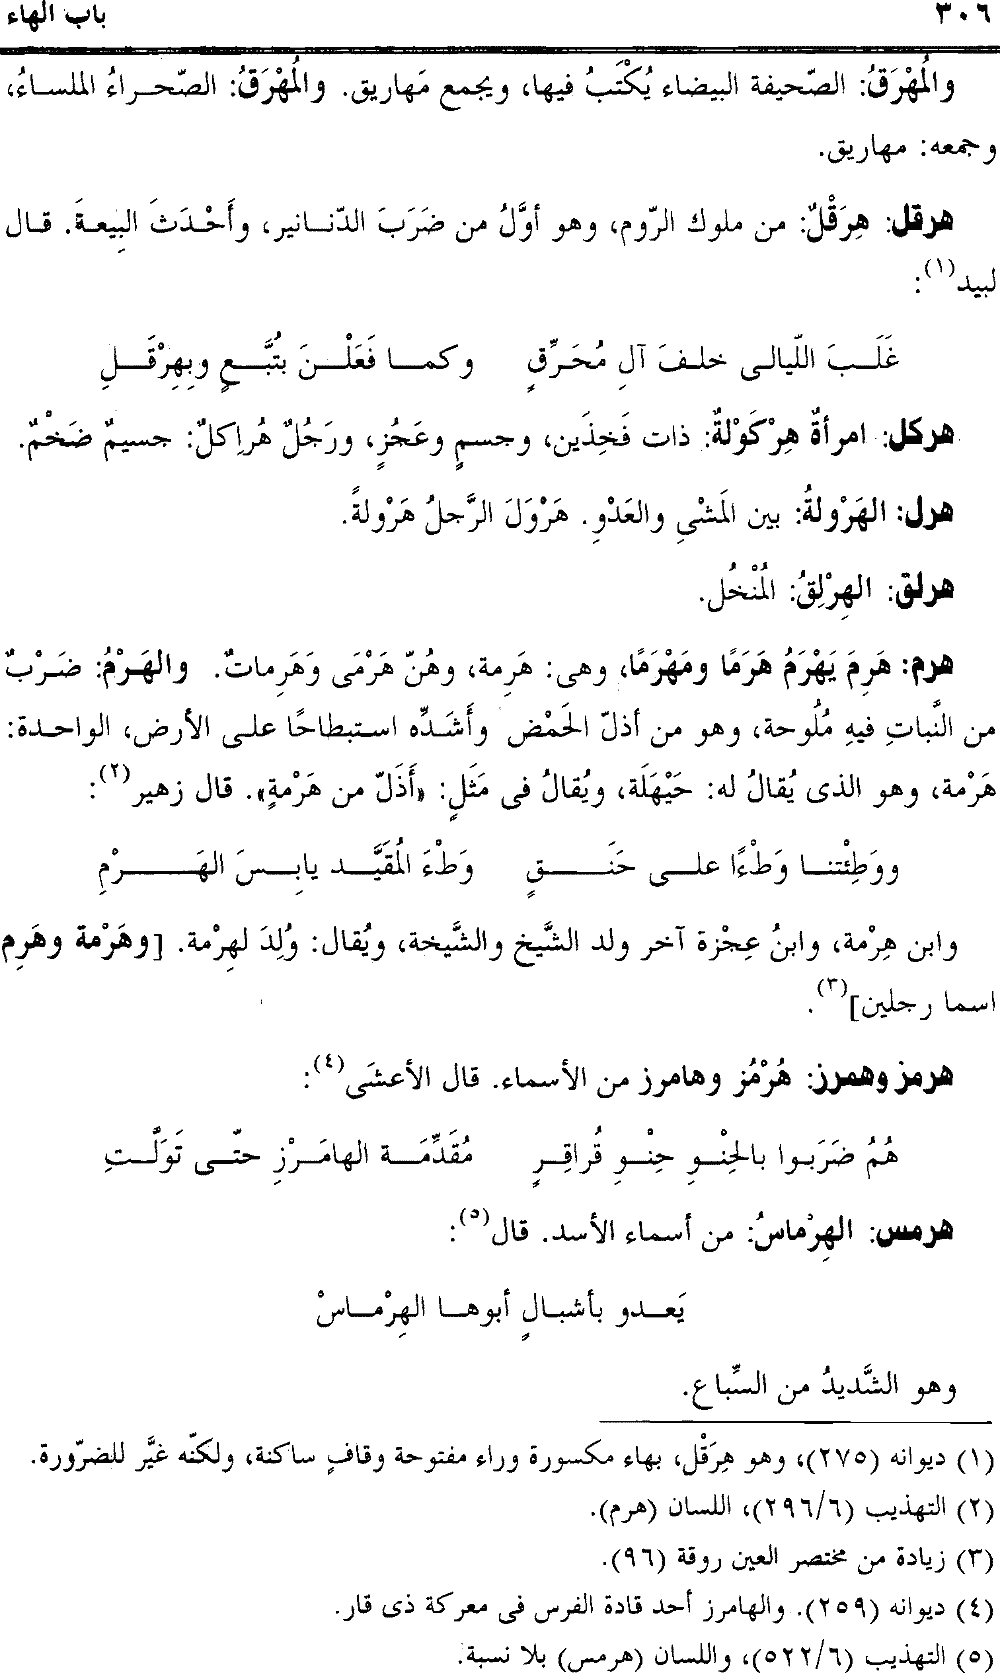 ٣٠٦ باب الهاء
والمُهْرَقُ: الصّحيفة البيضاء يُكْتَبُ فيها، ويجمع مَهاريق. والمُهْرَقُ: الصّحراءُ الملساءُ،
وجمعه: مهاريق.
هرقل: هِرَقْلٌ: من ملوك الرّوم، وهو أوَّلُ من ضَرَبَ الدّنانير، وأَحْدَثَ البِيعةَ. قال
لبيد(١):
غَلَبَ اللّيالى خلفَ آلِ مُحَرِّقٍ وكما فَعَلْنَ بتُبَّعٍ وبِهِرْقَلِ
هركل: امرأةٌ هِرْكَوْلةٌ: ذات فَخِذَين، وجسمٍ وعَجُزٍ، ورَجُلٌ هُراكِلٌ: جسيمٌ ضَخْمٌ.
هرل: الهَرْولةُ: بين المَشْىِ والعَدْوِ. هَرْوَلَ الرَّجلُ هَرْولةً.
هرلق: الهِرْلِقُ: المُنْخُل.
هرم: هَرِمَ يَهْرَمُ هَرَمًا ومَهْرَمًا، وهى: هَرِمة، وهُنّ هَرْمَى وَهَرِماتٌ. والهَرْمُ: ضَرْبٌ
من النَّباتِ فيهِ مُلُوحة، وهو من أذلّ الحَمْض وأَشَدِّه استبطاحًا على الأرض، الواحدة:
هَرْمة، وهو الذى يُقالُ له: حَيْهَلَة، ويُقالُ فى مَثَلٍ: «أَذَلّ من هَرْمةٍ». قال زهير(٢):
ووَطِئْتنا وَطْءًا على حَنَقٍ وَطْءَ المُقَيَّد يابِسَ الهَرْمِ
وابن هِرْمة، وابنُ عِجْزة آخر ولد الشَّيخ والشَّيخة، ويُقال: وُلِدَ لهِرْمة. [وهَرْمة وهَرِم
اسما رجلين](٣).
هرمز وهمرز: هُرْمُز وهامرز من الأسماء. قال الأعشَى(٤):
هُمُ ضَرَبوا بالحِنْوِ حِنْوِ قُراقِرٍ مُقَدِّمَة الهامَرْزِ حتّى تَوَلَّتِ
هرمس: الهِرْماسُ: من أسماء الأسد. قال(٥):
يَعدو بأشبالٍ أبوها الهِرْماسْ
وهو الشَّديدُ من السِّباع.
(١) ديوانه (٢٧٥)، وهو هِرَقْل، بهاء مكسورة وراء مفتوحة وقافٍ ساكنة، ولكنّه غيَّر للضّرورة.
(٢) التهذيب (٢٩٦/٦)، اللسان (هرم).
(٣) زيادة من مختصر العين روقة (٩٦).
(٤) ديوانه (٢٥٩). والهامرز أحد قادة الفرس فى معركة ذى قار.
(٥) التهذيب (٥٢٢/٦)، واللسان (هرمس) بلا نسبة.